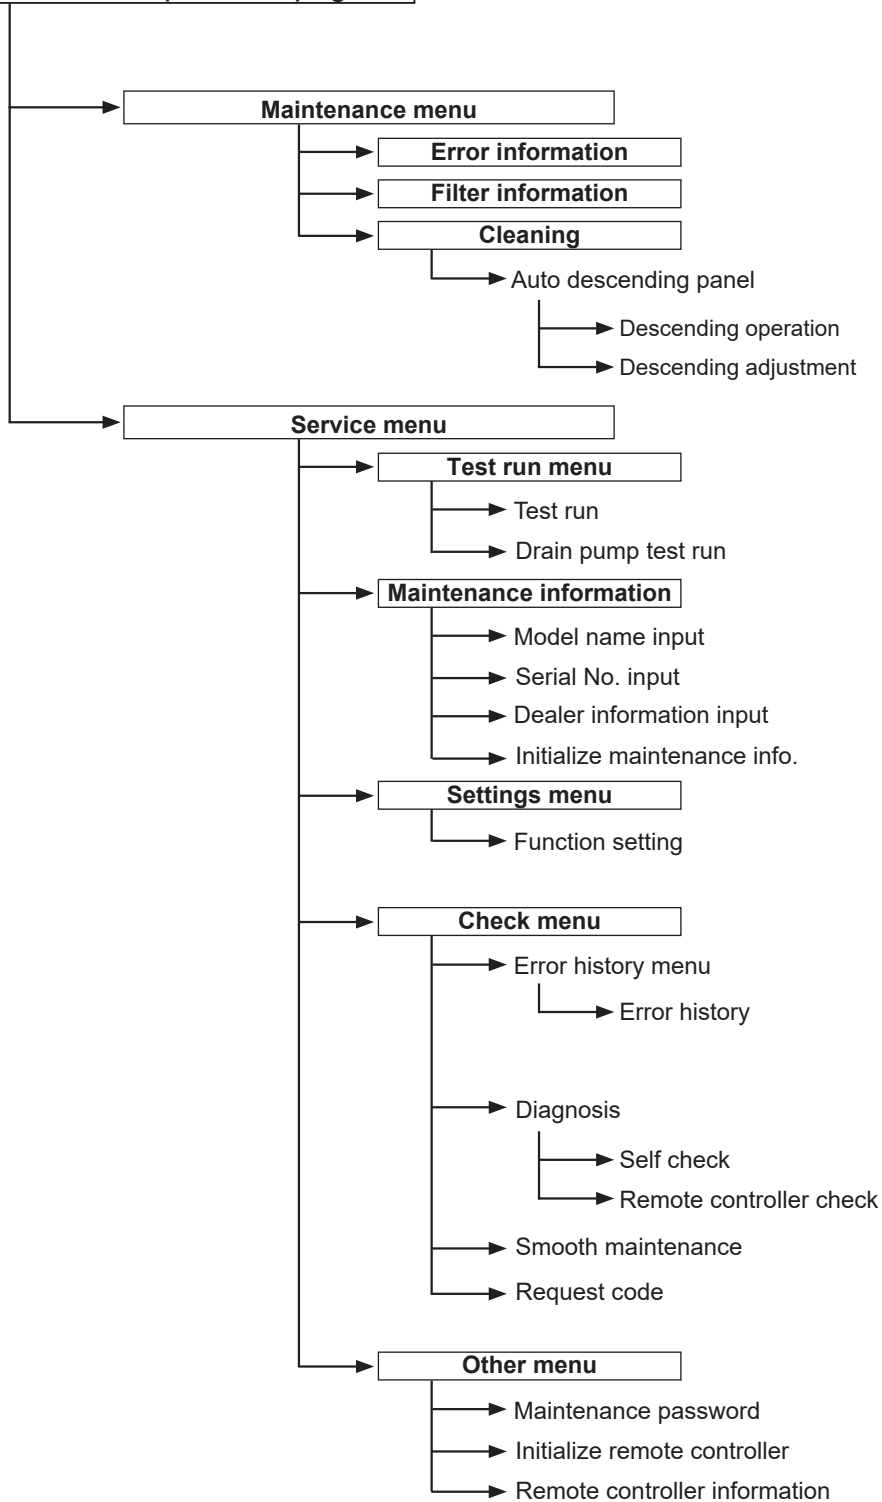 Maintenance menu
Error information
Filter information
Cleaning
Auto descending panel
Descending operation
Descending adjustment
Service menu
Test run menu
Test run
Drain pump test run
Maintenance information
Model name input
Serial No. input
Dealer information input
Initialize maintenance info.
Settings menu
Function setting
Check menu
Error history menu
Error history
Diagnosis
Self check
Remote controller check
Smooth maintenance
Request code
Other menu
Maintenance password
Initialize remote controller
Remote controller information